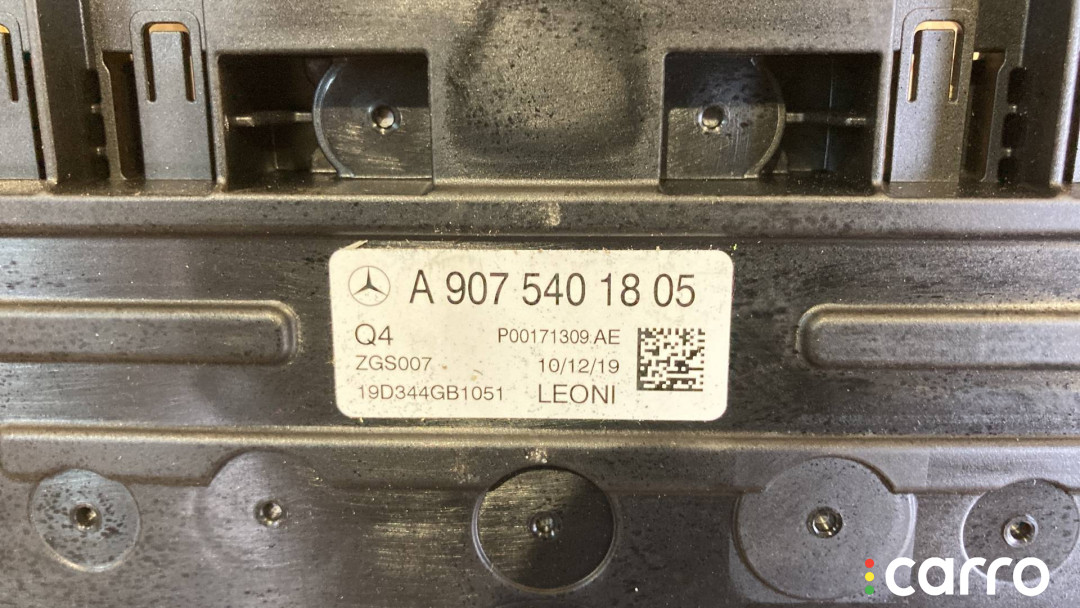 A 907 540 18 05
Q4 P00171309 AE
ZGS007 10/12/19
19D344GB1051 LEONI
carro